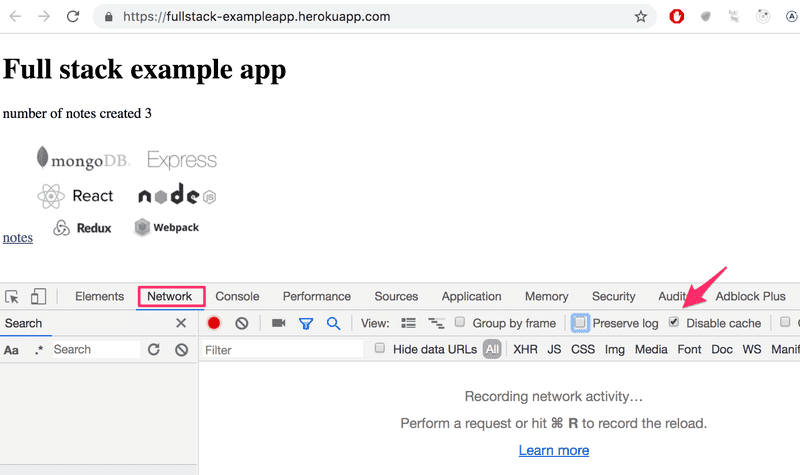 https://fullstack-exampleapp.herokuapp.com
Full stack example app
number of notes created 3
mongoDB. Express
React node JS
notes Redux Webpack
Elements Network Console Performance Sources Application Memory Security Audit Adblock Plus
Search View: Group by frame Preserve log Disable cache
Aa .* Search Filter Hide data URLs All XHR JS CSS Img Media Font Doc WS Manif
Recording network activity…
Perform a request or hit ⌘ R to record the reload.
Learn more